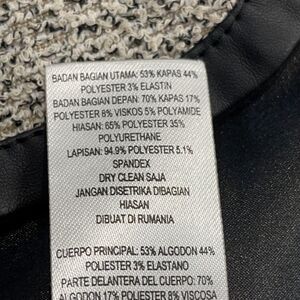 BADAN BAGIAN UTAMA: 53% KAPAS 44%
POLYESTER 3% ELASTIN
BADAN BAGIAN DEPAN: 70% KAPAS 17%
POLYESTER 8% VISKOS 5% POLYAMIDE
HIASAN: 65% POLYESTER 35%
POLYURETHANE
LAPISAN: 94.9% POLYESTER 5.1%
SPANDEX
DRY CLEAN SAJA
JANGAN DISETRIKA DIBAGIAN
HIASAN
DIBUAT DI RUMANIA
CUERPO PRINCIPAL: 53% ALGODON 44%
POLIESTER 3% ELASTANO
PARTE DELANTERA DEL CUERPO: 70%
ALGODON 17% POLIESTER 8% VISCOSA